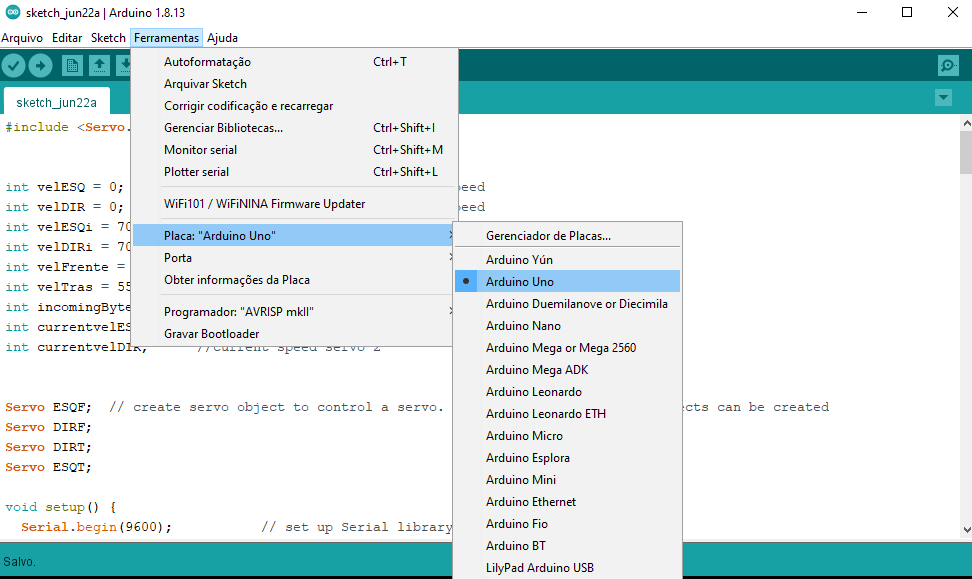 sketch_jun22a | Arduino 1.8.13
Arquivo Editar Sketch Ferramentas Ajuda
sketch_jun22a
Autoformatação Ctrl+T
Arquivar Sketch
Corrigir codificação e recarregar
Gerenciar Bibliotecas... Ctrl+Shift+I
Monitor serial Ctrl+Shift+M
Plotter serial Ctrl+Shift+L
WiFi101 / WiFiNINA Firmware Updater
Placa: "Arduino Uno"
Porta
Obter informações da Placa
Programador: "AVRISP mkII"
Gravar Bootloader
Gerenciador de Placas...
Arduino Yún
Arduino Uno
Arduino Duemilanove or Diecimila
Arduino Nano
Arduino Mega or Mega 2560
Arduino Mega ADK
Arduino Leonardo
Arduino Leonardo ETH
Arduino Micro
Arduino Esplora
Arduino Mini
Arduino Ethernet
Arduino Fio
Arduino BT
LilyPad Arduino USB
#include <Servo.
int velESQ = 0; peed
int velDIR = 0; peed
int velESQi = 70
int velDIRi = 70
int velFrente =
int velTras = 55
int incomingByte
int currentvelES
int currentvelDIR; //current speed servo 2
Servo ESQF; // create servo object to control a servo. ects can be created
Servo DIRF;
Servo DIRT;
Servo ESQT;
void setup() {
Serial.begin(9600); // set up Serial library
Salvo.